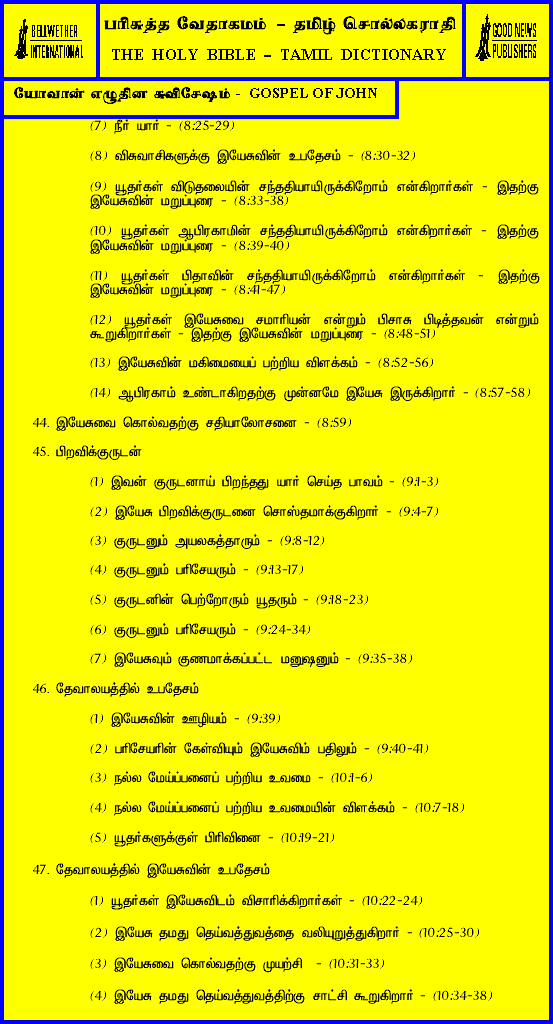 BELLWETHER
INTERNATIONAL
பரிசுத்த வேதாகமம் – தமிழ் சொல்லகராதி
THE HOLY BIBLE – TAMIL DICTIONARY
GOOD NEWS
PUBLISHERS
யோவான் எழுதின சுவிசேஷம் - GOSPEL OF JOHN
(7) நீர் யார் - (8:25-29)
(8) விசுவாசிகளுக்கு இயேசுவின் உபதேசம் - (8:30-32)
(9) யூதர்கள் விடுதலையின் சந்ததியாயிருக்கிறோம் என்கிறார்கள் - இதற்கு
இயேசுவின் மறுப்புரை - (8:33-38)
(10) யூதர்கள் ஆபிரகாமின் சந்ததியாயிருக்கிறோம் என்கிறார்கள் - இதற்கு
இயேசுவின் மறுப்புரை - (8:39-40)
(11) யூதர்கள் பிதாவின் சந்ததியாயிருக்கிறோம் என்கிறார்கள் - இதற்கு
இயேசுவின் மறுப்புரை - (8:41-47)
(12) யூதர்கள் இயேசுவை சமாரியன் என்றும் பிசாசு பிடித்தவன் என்றும்
கூறுகிறார்கள் - இதற்கு இயேசுவின் மறுப்புரை - (8:48-51)
(13) இயேசுவின் மகிமையைப் பற்றிய விளக்கம் - (8:52-56)
(14) ஆபிரகாம் உண்டாகிறதற்கு முன்னமே இயேசு இருக்கிறார் - (8:57-58)
44. இயேசுவை கொல்வதற்கு சதியாலோசனை - (8:59)
45. பிறவிக்குருடன்
(1) இவன் குருடனாய் பிறந்தது யார் செய்த பாவம் - (9:1-3)
(2) இயேசு பிறவிக்குருடனை சொஸ்தமாக்குகிறார் - (9:4-7)
(3) குருடனும் அயலகத்தாரும் - (9:8-12)
(4) குருடனும் பரிசேயரும் - (9:13-17)
(5) குருடனின் பெற்றோரும் யூதரும் - (9:18-23)
(6) குருடனும் பரிசேயரும் - (9:24-34)
(7) இயேசுவும் குணமாக்கப்பட்ட மனுஷனும் - (9:35-38)
46. தேவாலயத்தில் உபதேசம்
(1) இயேசுவின் ஊழியம் - (9:39)
(2) பரிசேயரின் கேள்வியும் இயேசுவிம் பதிலும் - (9:40-41)
(3) நல்ல மேய்ப்பனைப் பற்றிய உவமை - (10:1-6)
(4) நல்ல மேய்ப்பனைப் பற்றிய உவமையின் விளக்கம் - (10:7-18)
(5) யூதர்களுக்குள் பிரிவினை - (10:19-21)
47. தேவாலயத்தில் இயேசுவின் உபதேசம்
(1) யூதர்கள் இயேசுவிடம் விசாரிக்கிறார்கள் - (10:22-24)
(2) இயேசு தமது தெய்வத்துவத்தை வலியுறுத்துகிறார் - (10:25-30)
(3) இயேசுவை கொல்வதற்கு முயற்சி - (10:31-33)
(4) இயேசு தமது தெய்வத்துவத்திற்கு சாட்சி கூறுகிறார் - (10:34-38)